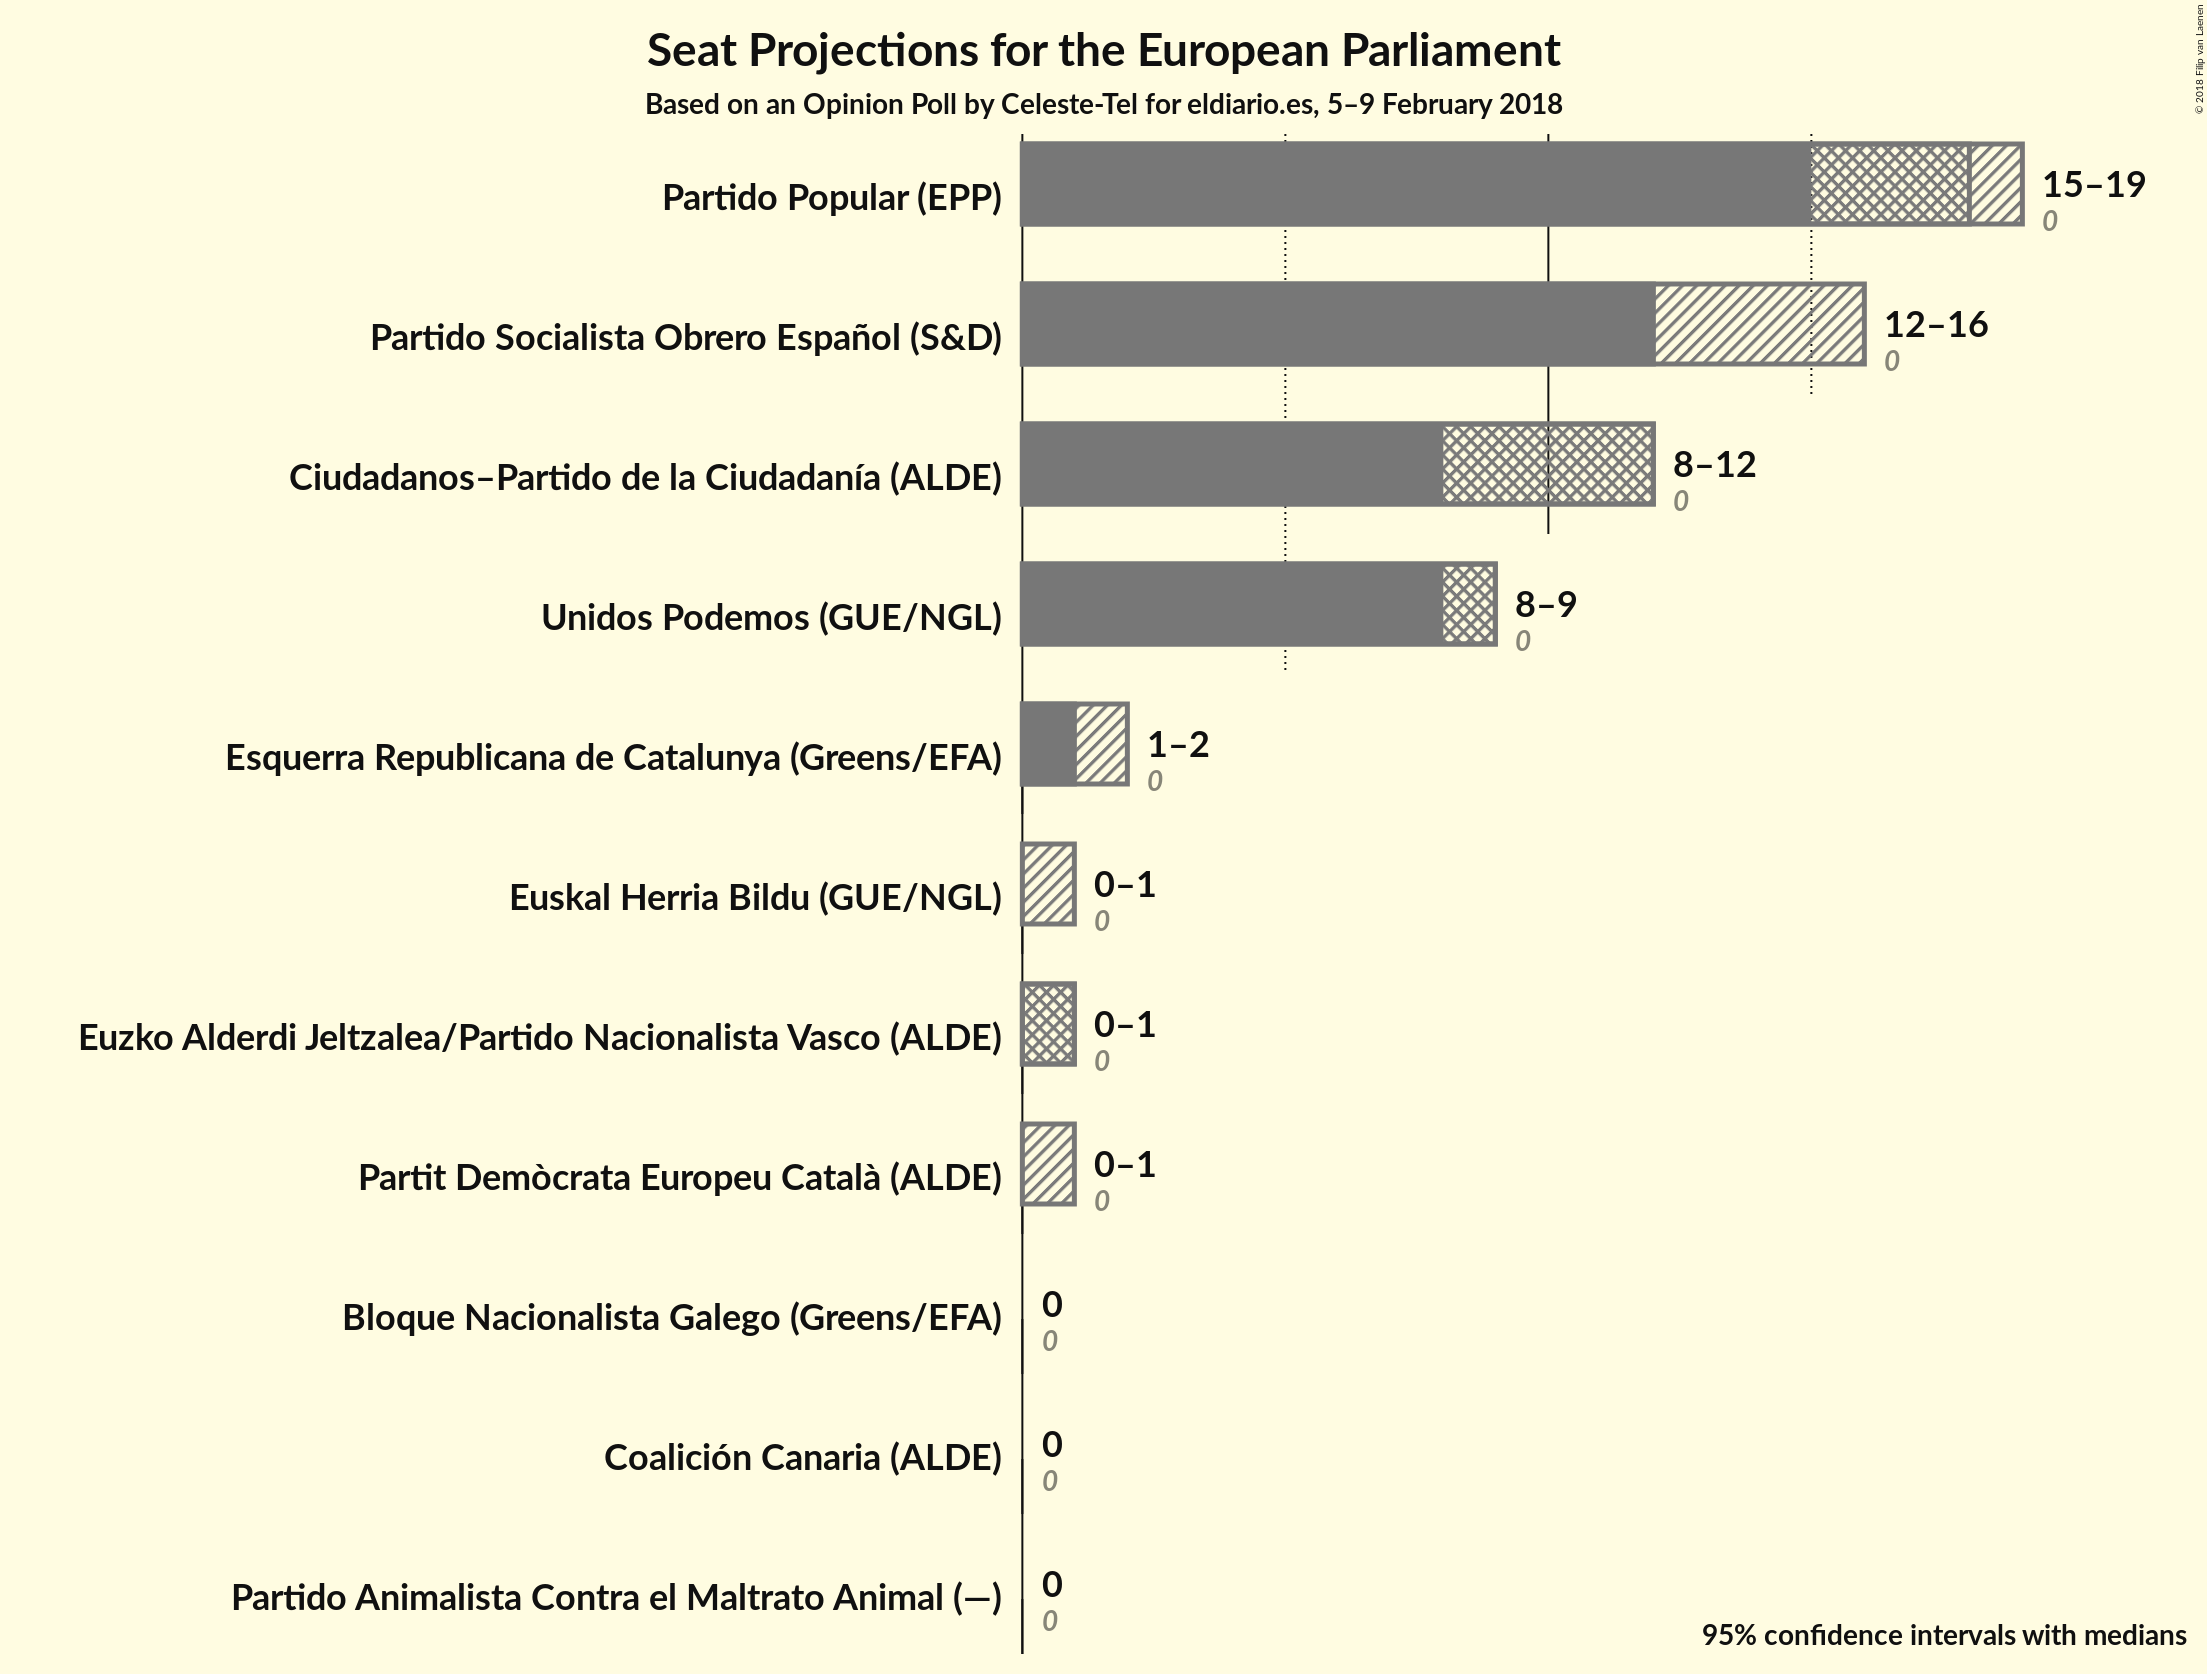 Seat Projections for the European Parliament
Based on an Opinion Poll by Celeste-Tel for eldiario.es, 5–9 February 2018
© 2018 Filip van Laenen
Partido Popular (EPP)
15–19
0
Partido Socialista Obrero Español (S&D)
12–16
0
Ciudadanos–Partido de la Ciudadanía (ALDE)
8–12
0
Unidos Podemos (GUE/NGL)
8–9
0
Esquerra Republicana de Catalunya (Greens/EFA)
1–2
0
Euskal Herria Bildu (GUE/NGL)
0–1
0
Euzko Alderdi Jeltzalea/Partido Nacionalista Vasco (ALDE)
0–1
0
Partit Demòcrata Europeu Català (ALDE)
0–1
0
Bloque Nacionalista Galego (Greens/EFA)
0
0
Coalición Canaria (ALDE)
0
0
Partido Animalista Contra el Maltrato Animal (—)
0
0
95% confidence intervals with medians